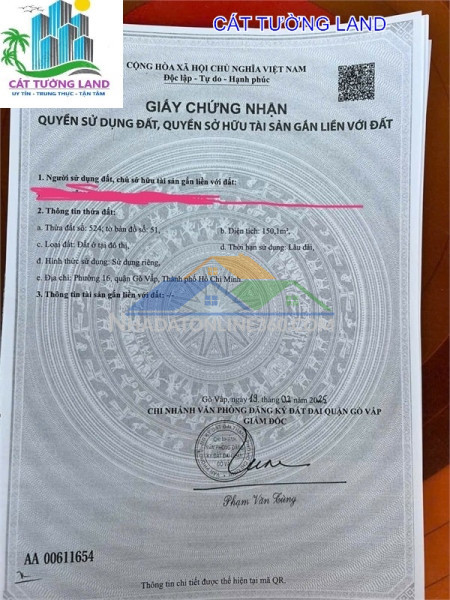 CÁT TƯỜNG LAND
CÁT TƯỜNG LAND
UY TÍN - TRUNG THỰC - TẬN TÂM
CỘNG HÒA XÃ HỘI CHỦ NGHĨA VIỆT NAM
Độc lập - Tự do - Hạnh phúc
GIẤY CHỨNG NHẬN
QUYỀN SỬ DỤNG ĐẤT, QUYỀN SỞ HỮU TÀI SẢN GẮN LIỀN VỚI ĐẤT
1. Người sử dụng đất, chủ sở hữu tài sản gắn liền với đất:
2. Thông tin thửa đất:
a. Thửa đất số: 524; tờ bản đồ số: 51, b. Diện tích: 150,1m²,
c. Loại đất: Đất ở tại đô thị, d. Thời hạn sử dụng: Lâu dài,
đ. Hình thức sử dụng: Sử dụng riêng,
e. Địa chỉ: Phường 16, quận Gò Vấp, Thành phố Hồ Chí Minh
3. Thông tin tài sản gắn liền với đất: -/-
NHADATONLINE360.COM
Gò Vấp, ngày 19 tháng 02 năm 2025
CHI NHÁNH VĂN PHÒNG ĐĂNG KÝ ĐẤT ĐAI QUẬN GÒ VẤP
GIÁM ĐỐC
Phạm Văn Cùng
AA 00611654
Thông tin chi tiết được thể hiện tại mã QR.